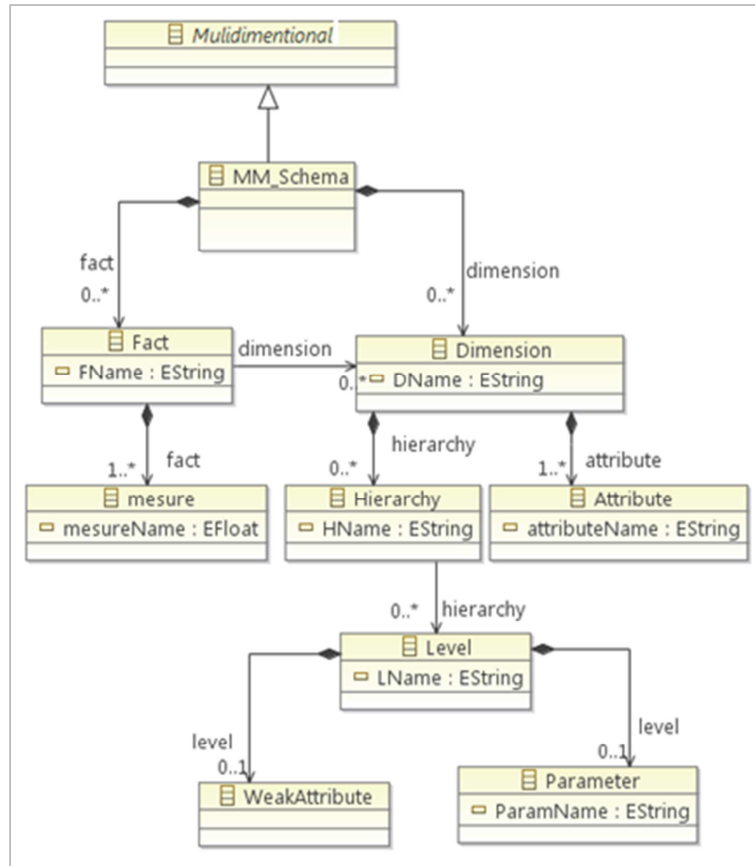 Mulidimentional
MM_Schema
fact
0..*
dimension
0..*
Fact
FName : EString
dimension
0..*
Dimension
DName : EString
fact
1..*
hierarchy
0..*
attribute
1..*
mesure
mesureName : EFloat
Hierarchy
HName : EString
Attribute
attributeName : EString
0..*
hierarchy
Level
LName : EString
level
0..1
level
0..1
WeakAttribute
Parameter
ParamName : EString